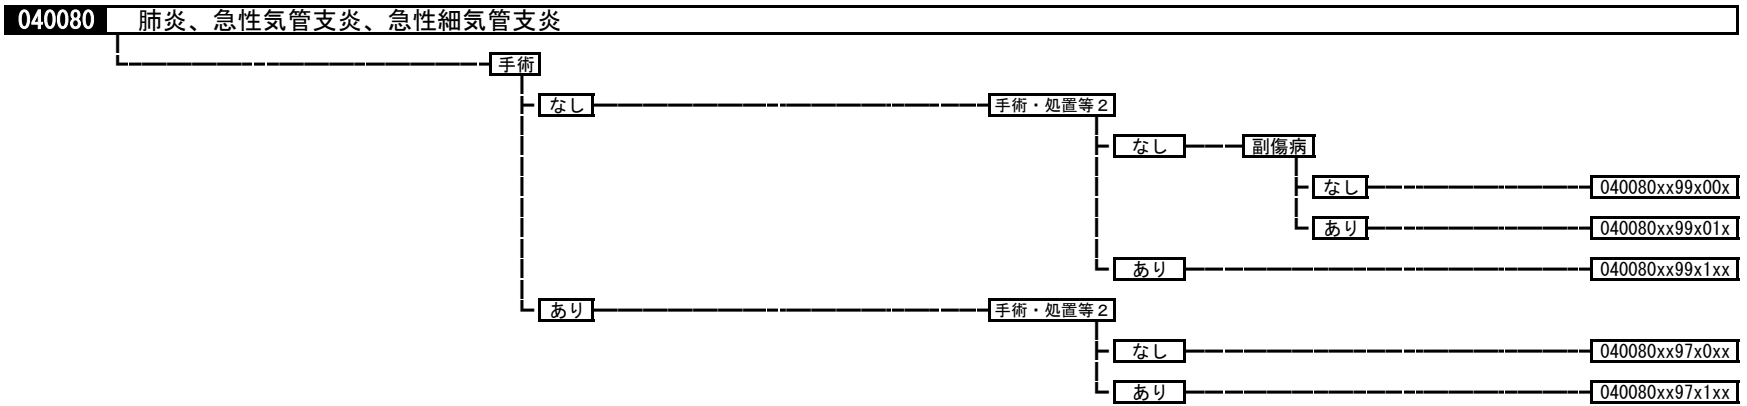 040080 肺炎、急性気管支炎、急性細気管支炎
手術
なし 手術・処置等２
なし 副傷病
なし 040080xx99x00x
あり 040080xx99x01x
あり 040080xx99x1xx
あり 手術・処置等２
なし 040080xx97x0xx
あり 040080xx97x1xx